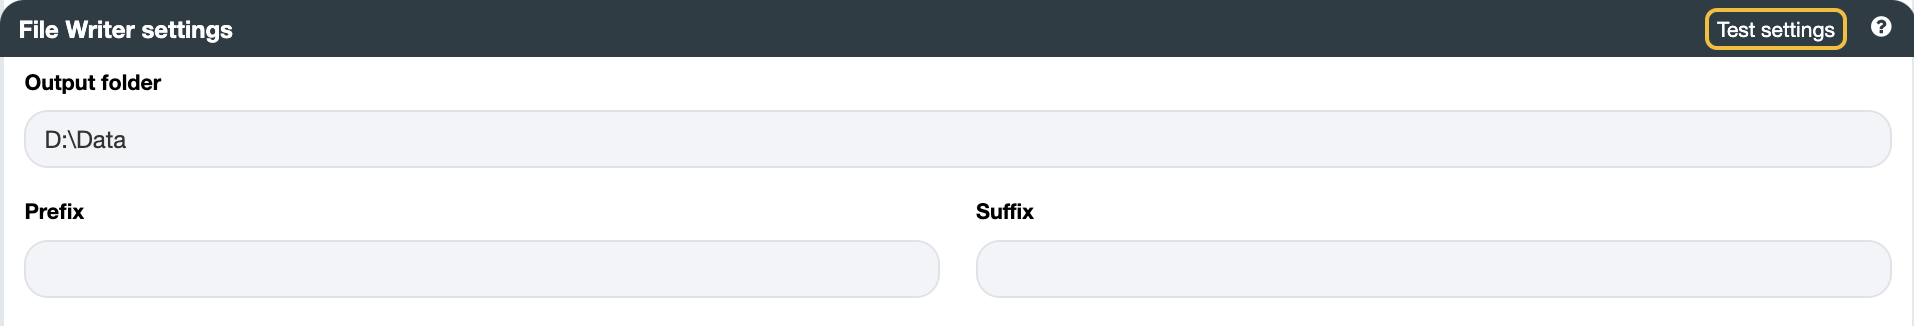 File Writer settings
Test settings
?
Output folder
D:\Data
Prefix
Suffix